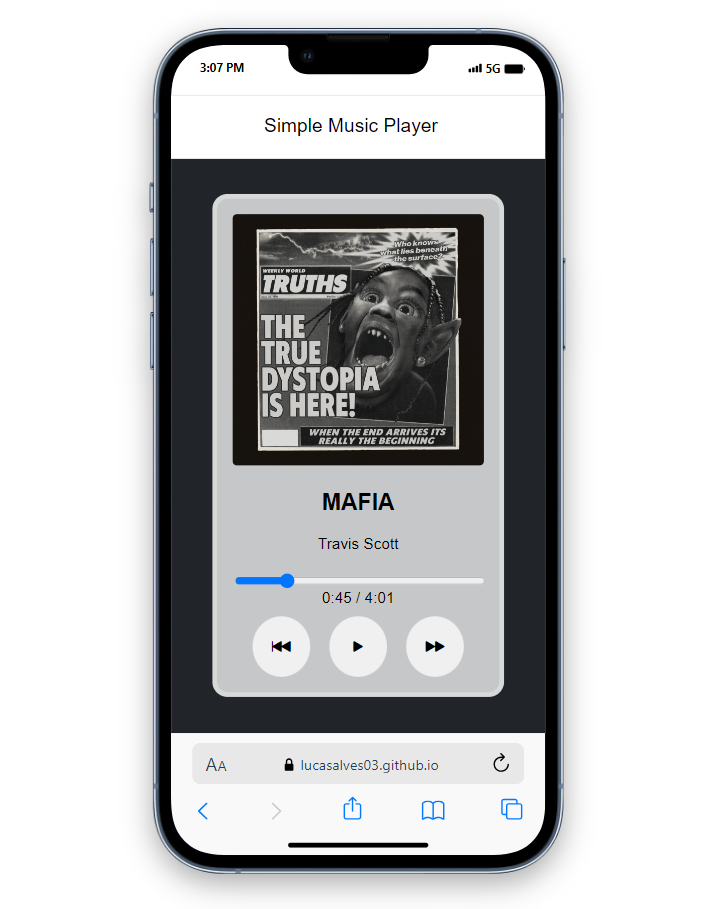 3:07 PM
5G
Simple Music Player
Who knows
what lies beneath
the surface?
WEEKLY WORLD
TRUTHS
THE
TRUE
DYSTOPIA
IS HERE!
WHEN THE END ARRIVES ITS
REALLY THE BEGINNING
MAFIA
Travis Scott
0:45 / 4:01
AA
lucasalves03.github.io